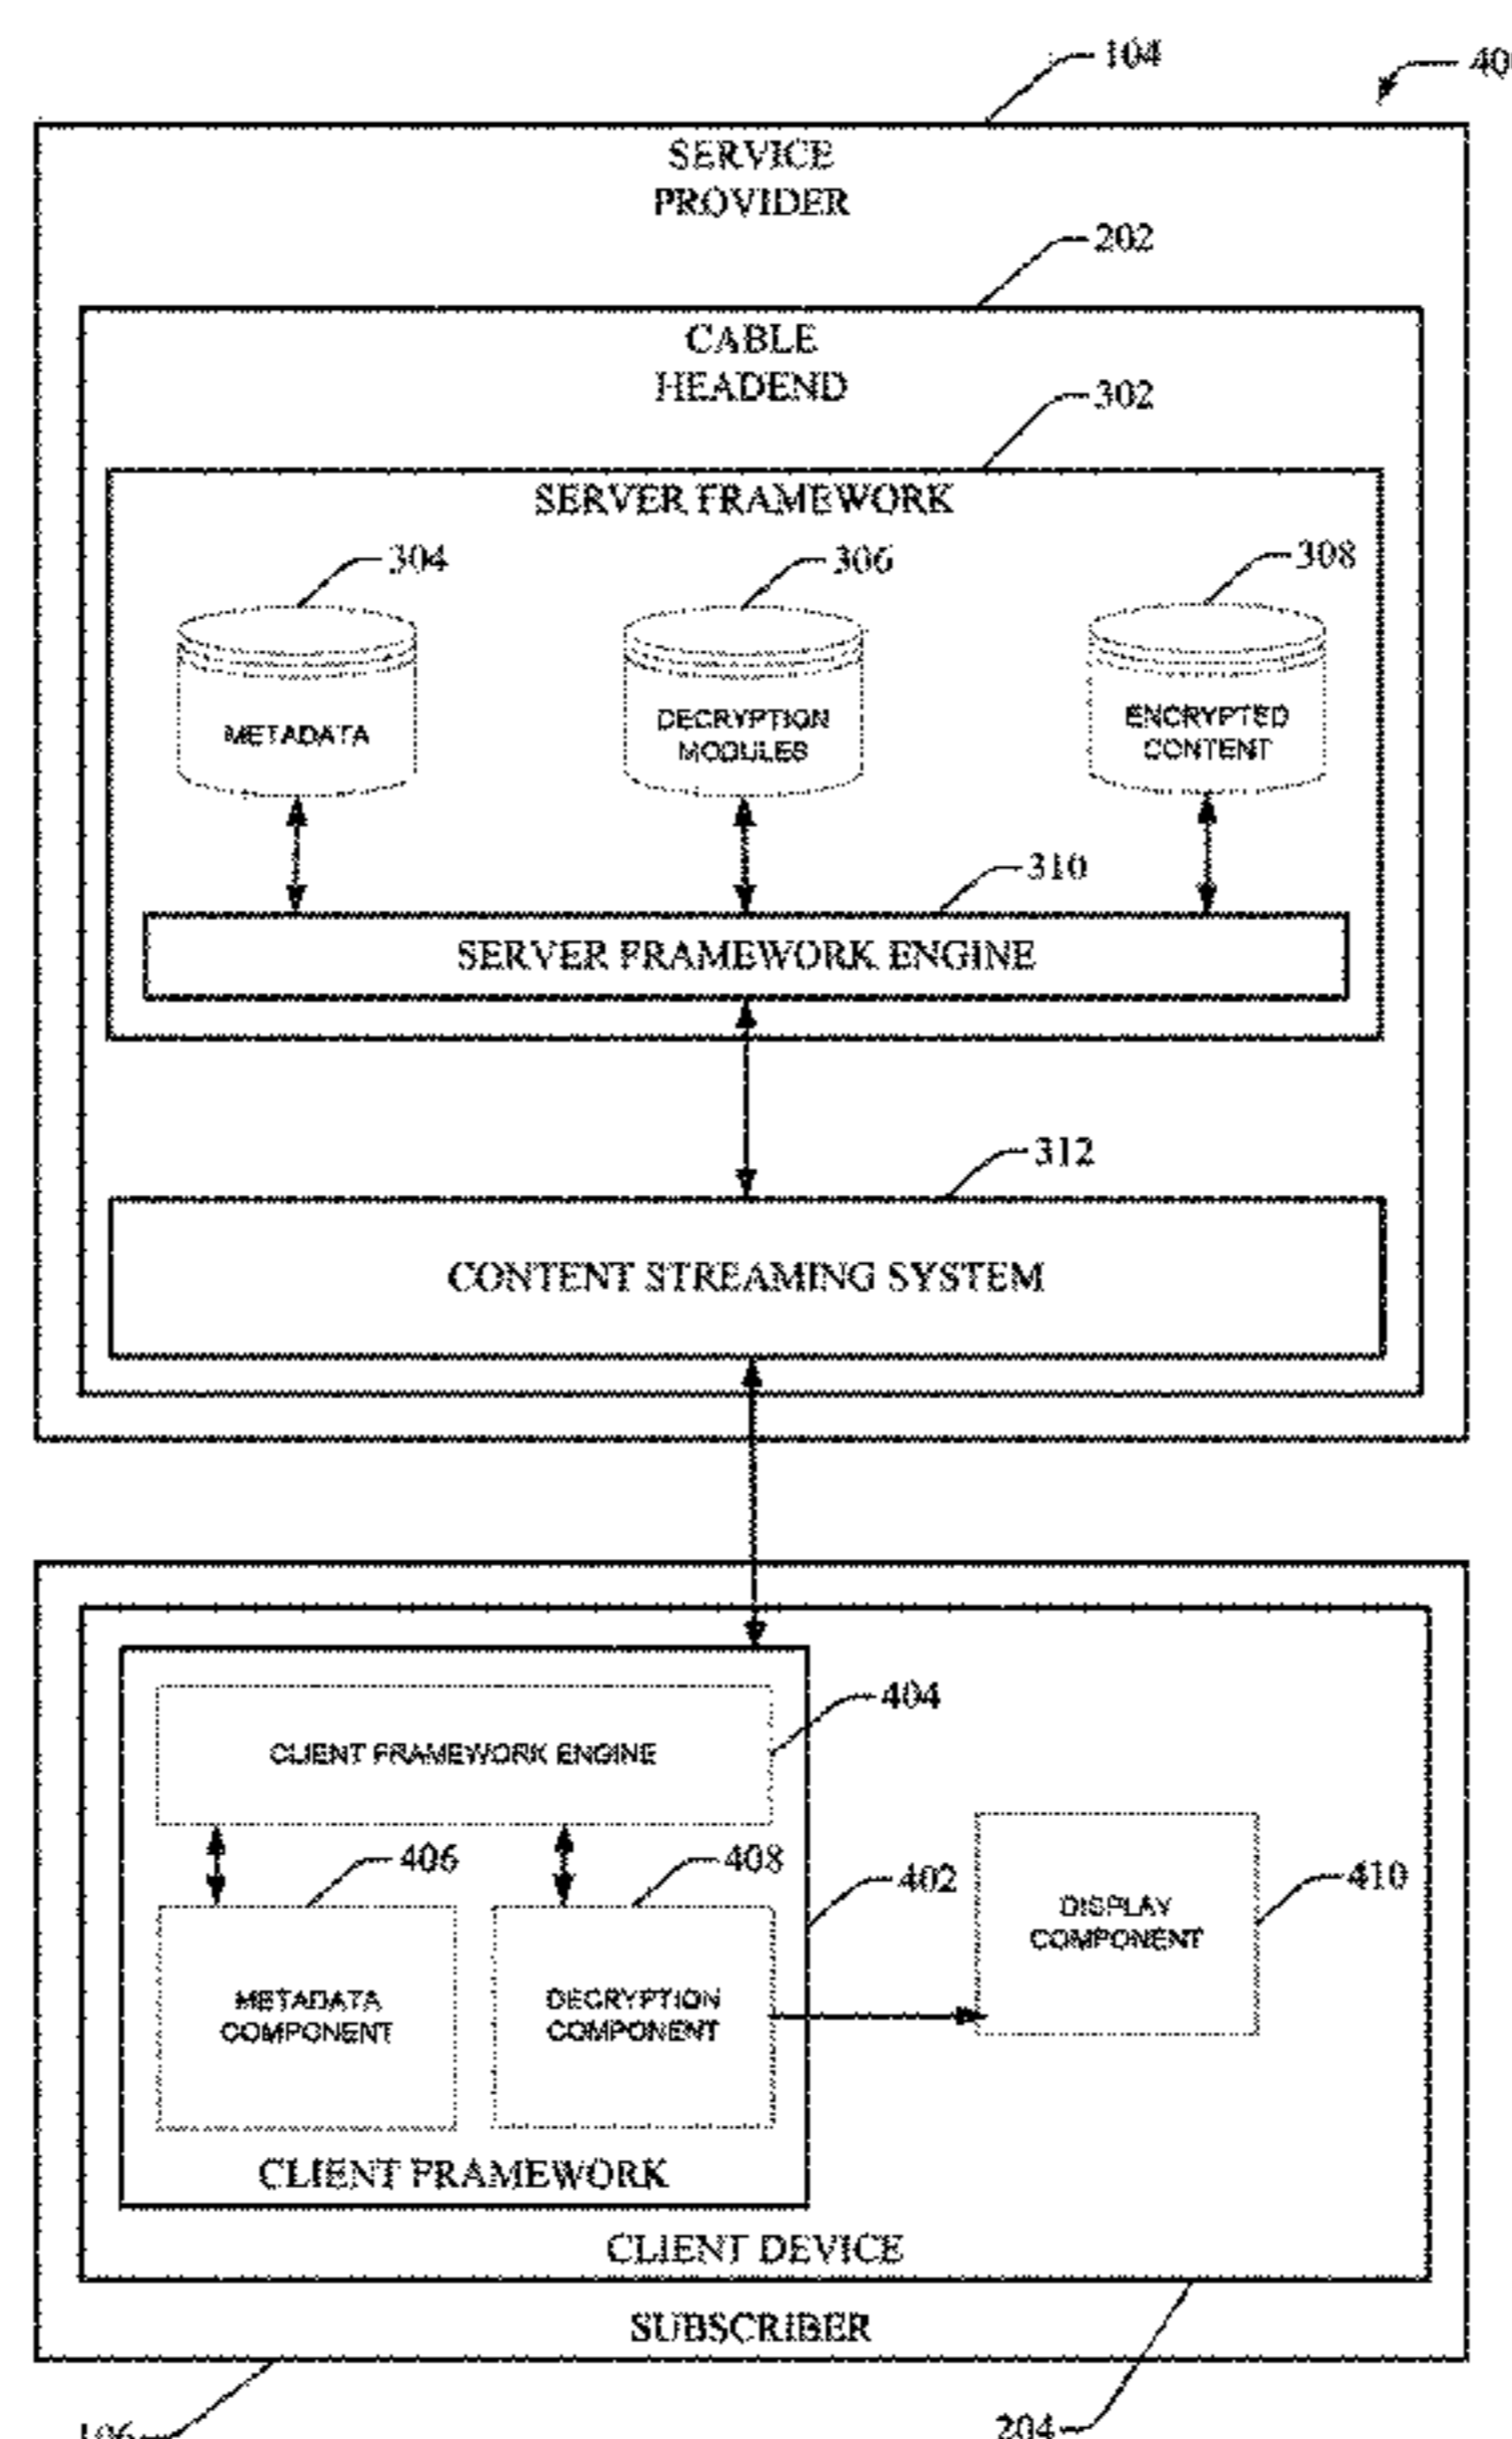 104
SERVICE
PROVIDER
202
CABLE
HEADEND
302
SERVER FRAMEWORK
304
306
308
METADATA
DECRYPTION
MODULES
ENCRYPTED
CONTENT
310
SERVER FRAMEWORK ENGINE
312
CONTENT STREAMING SYSTEM
404
CLIENT FRAMEWORK ENGINE
406
408
402
410
DISPLAY
COMPONENT
METADATA
COMPONENT
DECRYPTION
COMPONENT
CLIENT FRAMEWORK
CLIENT DEVICE
SUBSCRIBER
106
204